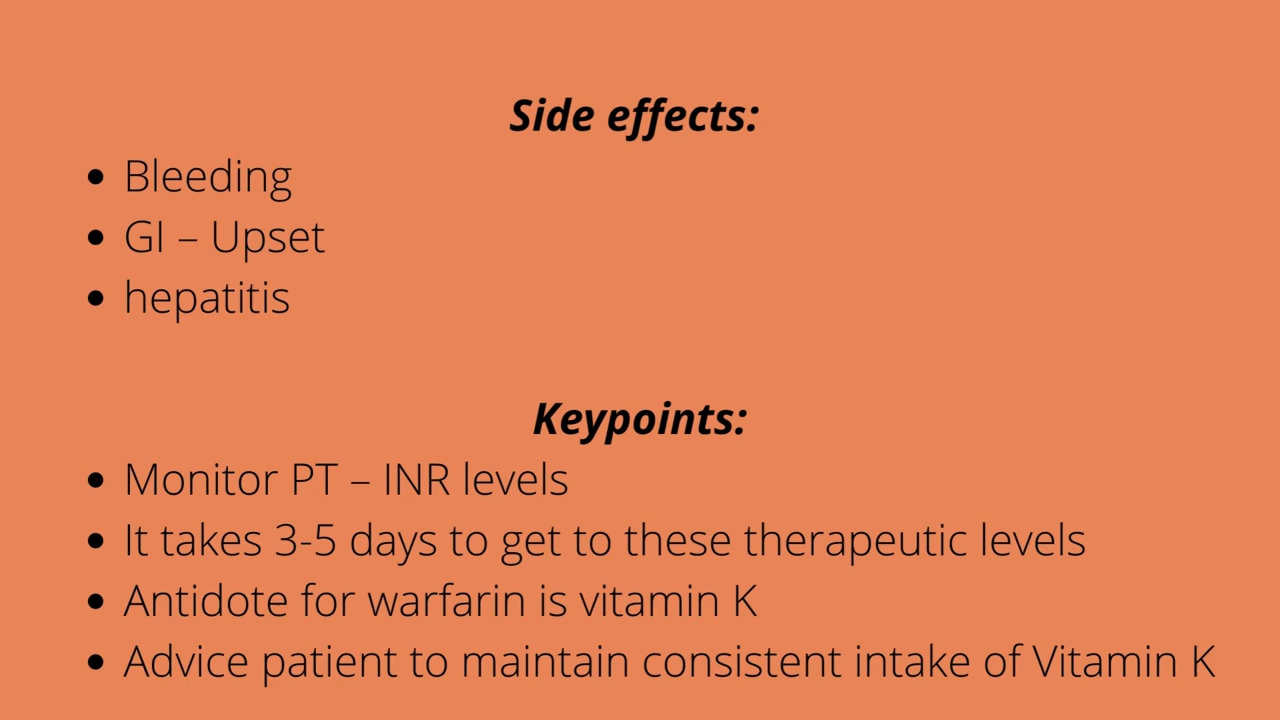 Side effects:
• Bleeding
• GI – Upset
• hepatitis
Keypoints:
• Monitor PT – INR levels
• It takes 3-5 days to get to these therapeutic levels
• Antidote for warfarin is vitamin K
• Advice patient to maintain consistent intake of Vitamin K